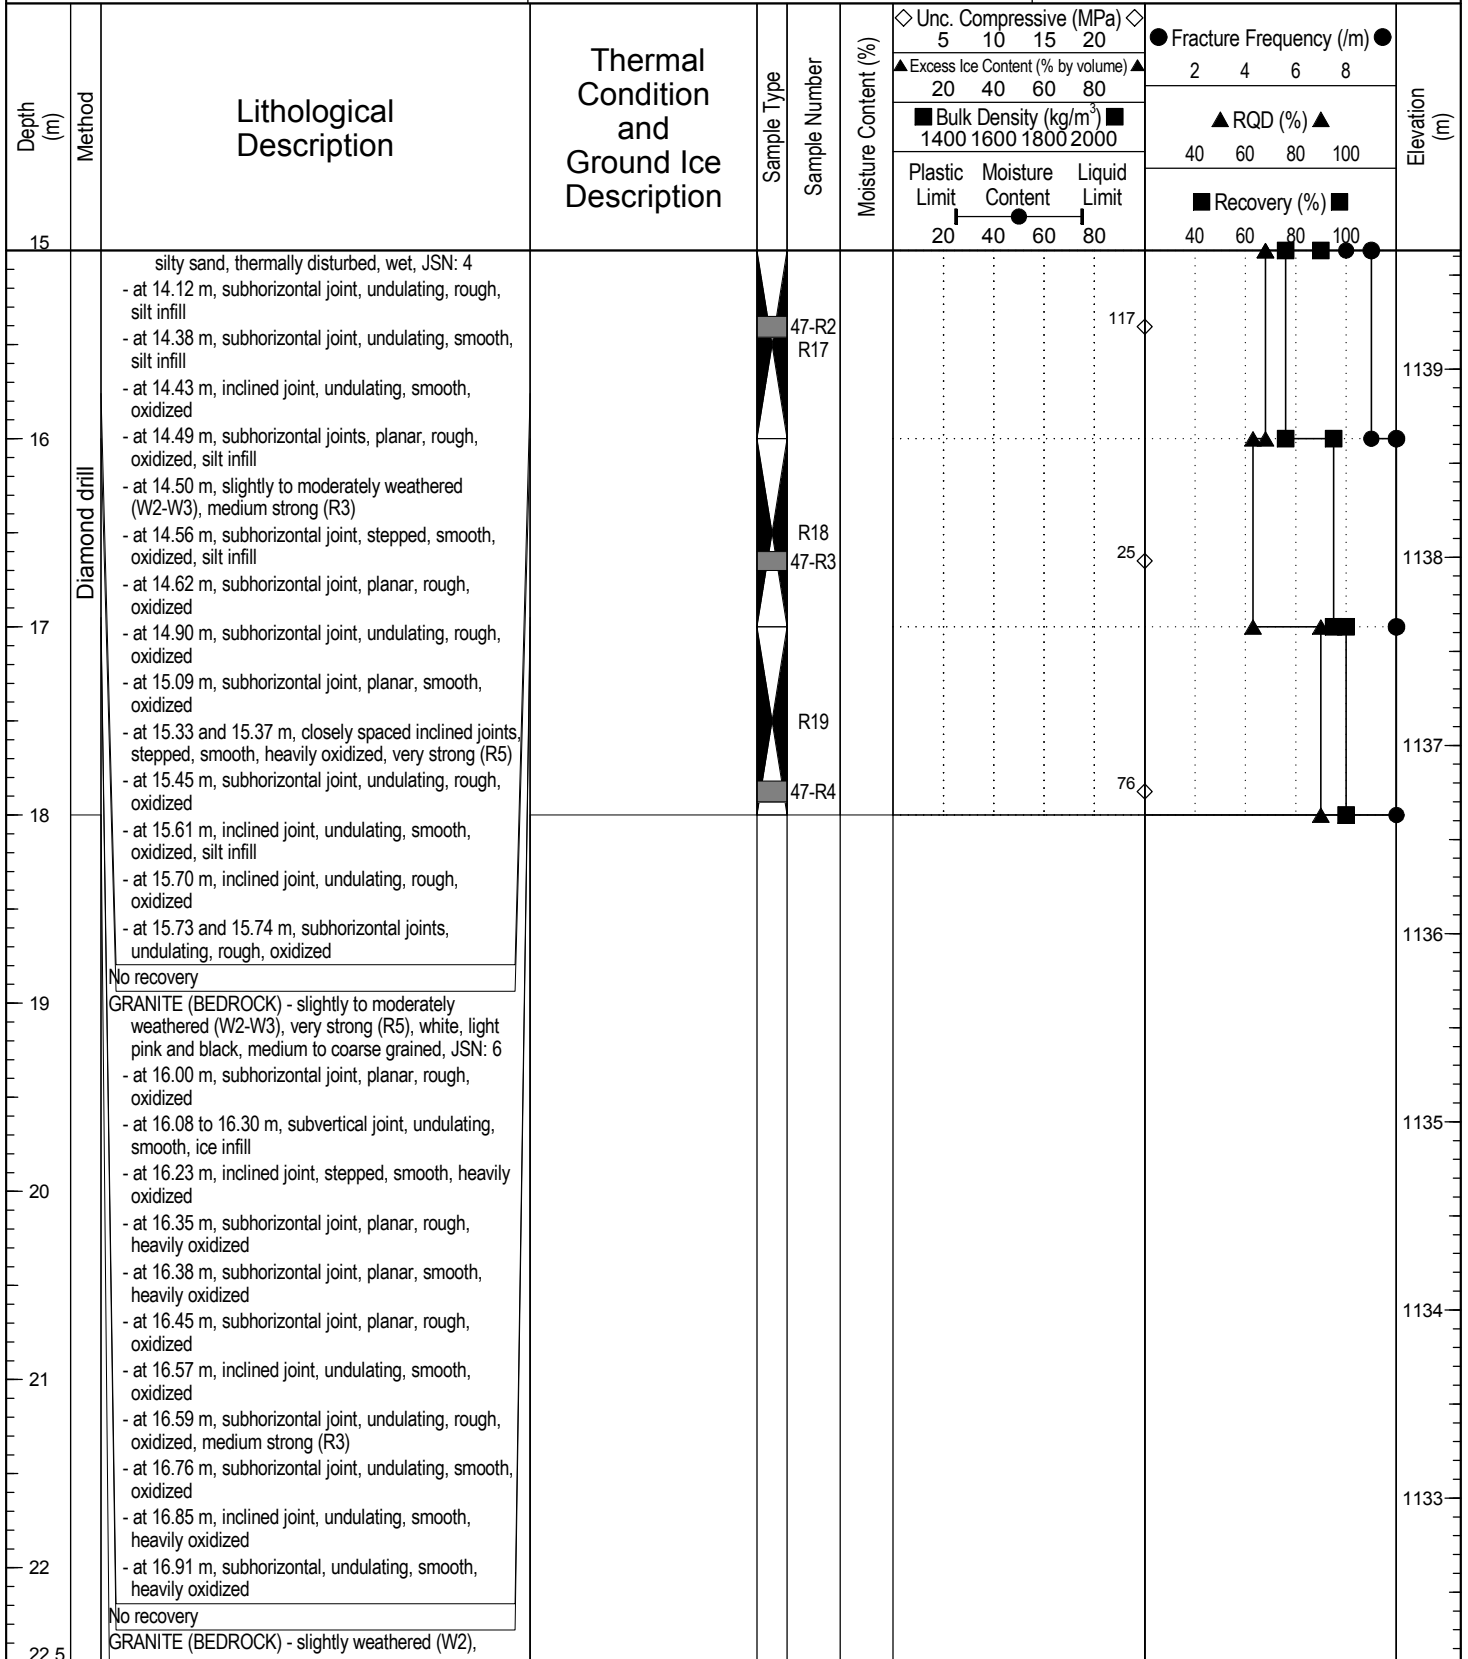 Depth
(m)
Method
Lithological
Description
Thermal
Condition
and
Ground Ice
Description
Sample Type
Sample Number
Moisture Content (%)
◇ Unc. Compressive (MPa) ◇
5 10 15 20
▲ Excess Ice Content (% by volume) ▲
20 40 60 80
■ Bulk Density (kg/m³) ■
1400 1600 1800 2000
Plastic Moisture Liquid
Limit Content Limit
20 40 60 80
● Fracture Frequency (/m) ●
2 4 6 8
▲ RQD (%) ▲
40 60 80 100
■ Recovery (%) ■
40 60 80 100
Elevation
(m)
15
16
17
18
19
20
21
22
22.5
Diamond drill
silty sand, thermally disturbed, wet, JSN: 4
- at 14.12 m, subhorizontal joint, undulating, rough,
silt infill
- at 14.38 m, subhorizontal joint, undulating, smooth,
silt infill
- at 14.43 m, inclined joint, undulating, smooth,
oxidized
- at 14.49 m, subhorizontal joints, planar, rough,
oxidized, silt infill
- at 14.50 m, slightly to moderately weathered
(W2-W3), medium strong (R3)
- at 14.56 m, subhorizontal joint, stepped, smooth,
oxidized, silt infill
- at 14.62 m, subhorizontal joint, planar, rough,
oxidized
- at 14.90 m, subhorizontal joint, undulating, rough,
oxidized
- at 15.09 m, subhorizontal joint, planar, smooth,
oxidized
- at 15.33 and 15.37 m, closely spaced inclined joints,
stepped, smooth, heavily oxidized, very strong (R5)
- at 15.45 m, subhorizontal joint, undulating, rough,
oxidized
- at 15.61 m, inclined joint, undulating, smooth,
oxidized, silt infill
- at 15.70 m, inclined joint, undulating, rough,
oxidized
- at 15.73 and 15.74 m, subhorizontal joints,
undulating, rough, oxidized
No recovery
GRANITE (BEDROCK) - slightly to moderately
weathered (W2-W3), very strong (R5), white, light
pink and black, medium to coarse grained, JSN: 6
- at 16.00 m, subhorizontal joint, planar, rough,
oxidized
- at 16.08 to 16.30 m, subvertical joint, undulating,
smooth, ice infill
- at 16.23 m, inclined joint, stepped, smooth, heavily
oxidized
- at 16.35 m, subhorizontal joint, planar, rough,
heavily oxidized
- at 16.38 m, subhorizontal joint, planar, smooth,
heavily oxidized
- at 16.45 m, subhorizontal joint, planar, rough,
oxidized
- at 16.57 m, inclined joint, undulating, smooth,
oxidized
- at 16.59 m, subhorizontal joint, undulating, rough,
oxidized, medium strong (R3)
- at 16.76 m, subhorizontal joint, undulating, smooth,
oxidized
- at 16.85 m, inclined joint, undulating, smooth,
heavily oxidized
- at 16.91 m, subhorizontal, undulating, smooth,
heavily oxidized
No recovery
GRANITE (BEDROCK) - slightly weathered (W2),
47-R2
R17
R18
47-R3
R19
47-R4
117
25
76
1139
1138
1137
1136
1135
1134
1133